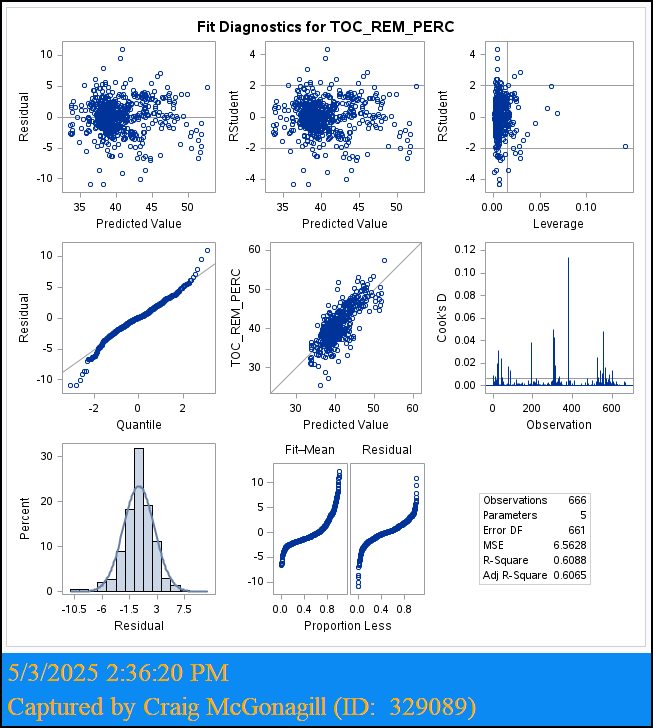 Fit Diagnostics for TOC_REM_PERC
10
5
0
-5
-10
Residual
35 40 45 50
Predicted Value
4
2
0
-2
-4
RStudent
35 40 45 50
Predicted Value
4
2
0
-2
-4
RStudent
0.00 0.05 0.10
Leverage
10
5
0
-5
-10
Residual
-2 0 2
Quantile
60
50
40
30
TOC_REM_PERC
30 40 50 60
Predicted Value
0.12
0.10
0.08
0.06
0.04
0.02
0.00
Cook's D
0 200 400 600
Observation
30
20
10
0
Percent
-10.5 -6 -1.5 3 7.5
Residual
Fit–Mean Residual
10
5
0
-5
-10
0.0 0.4 0.8 0.0 0.4 0.8
Proportion Less
Observations 666
Parameters 5
Error DF 661
MSE 6.5628
R-Square 0.6088
Adj R-Square 0.6065
5/3/2025 2:36:20 PM
Captured by Craig McGonagill (ID: 329089)